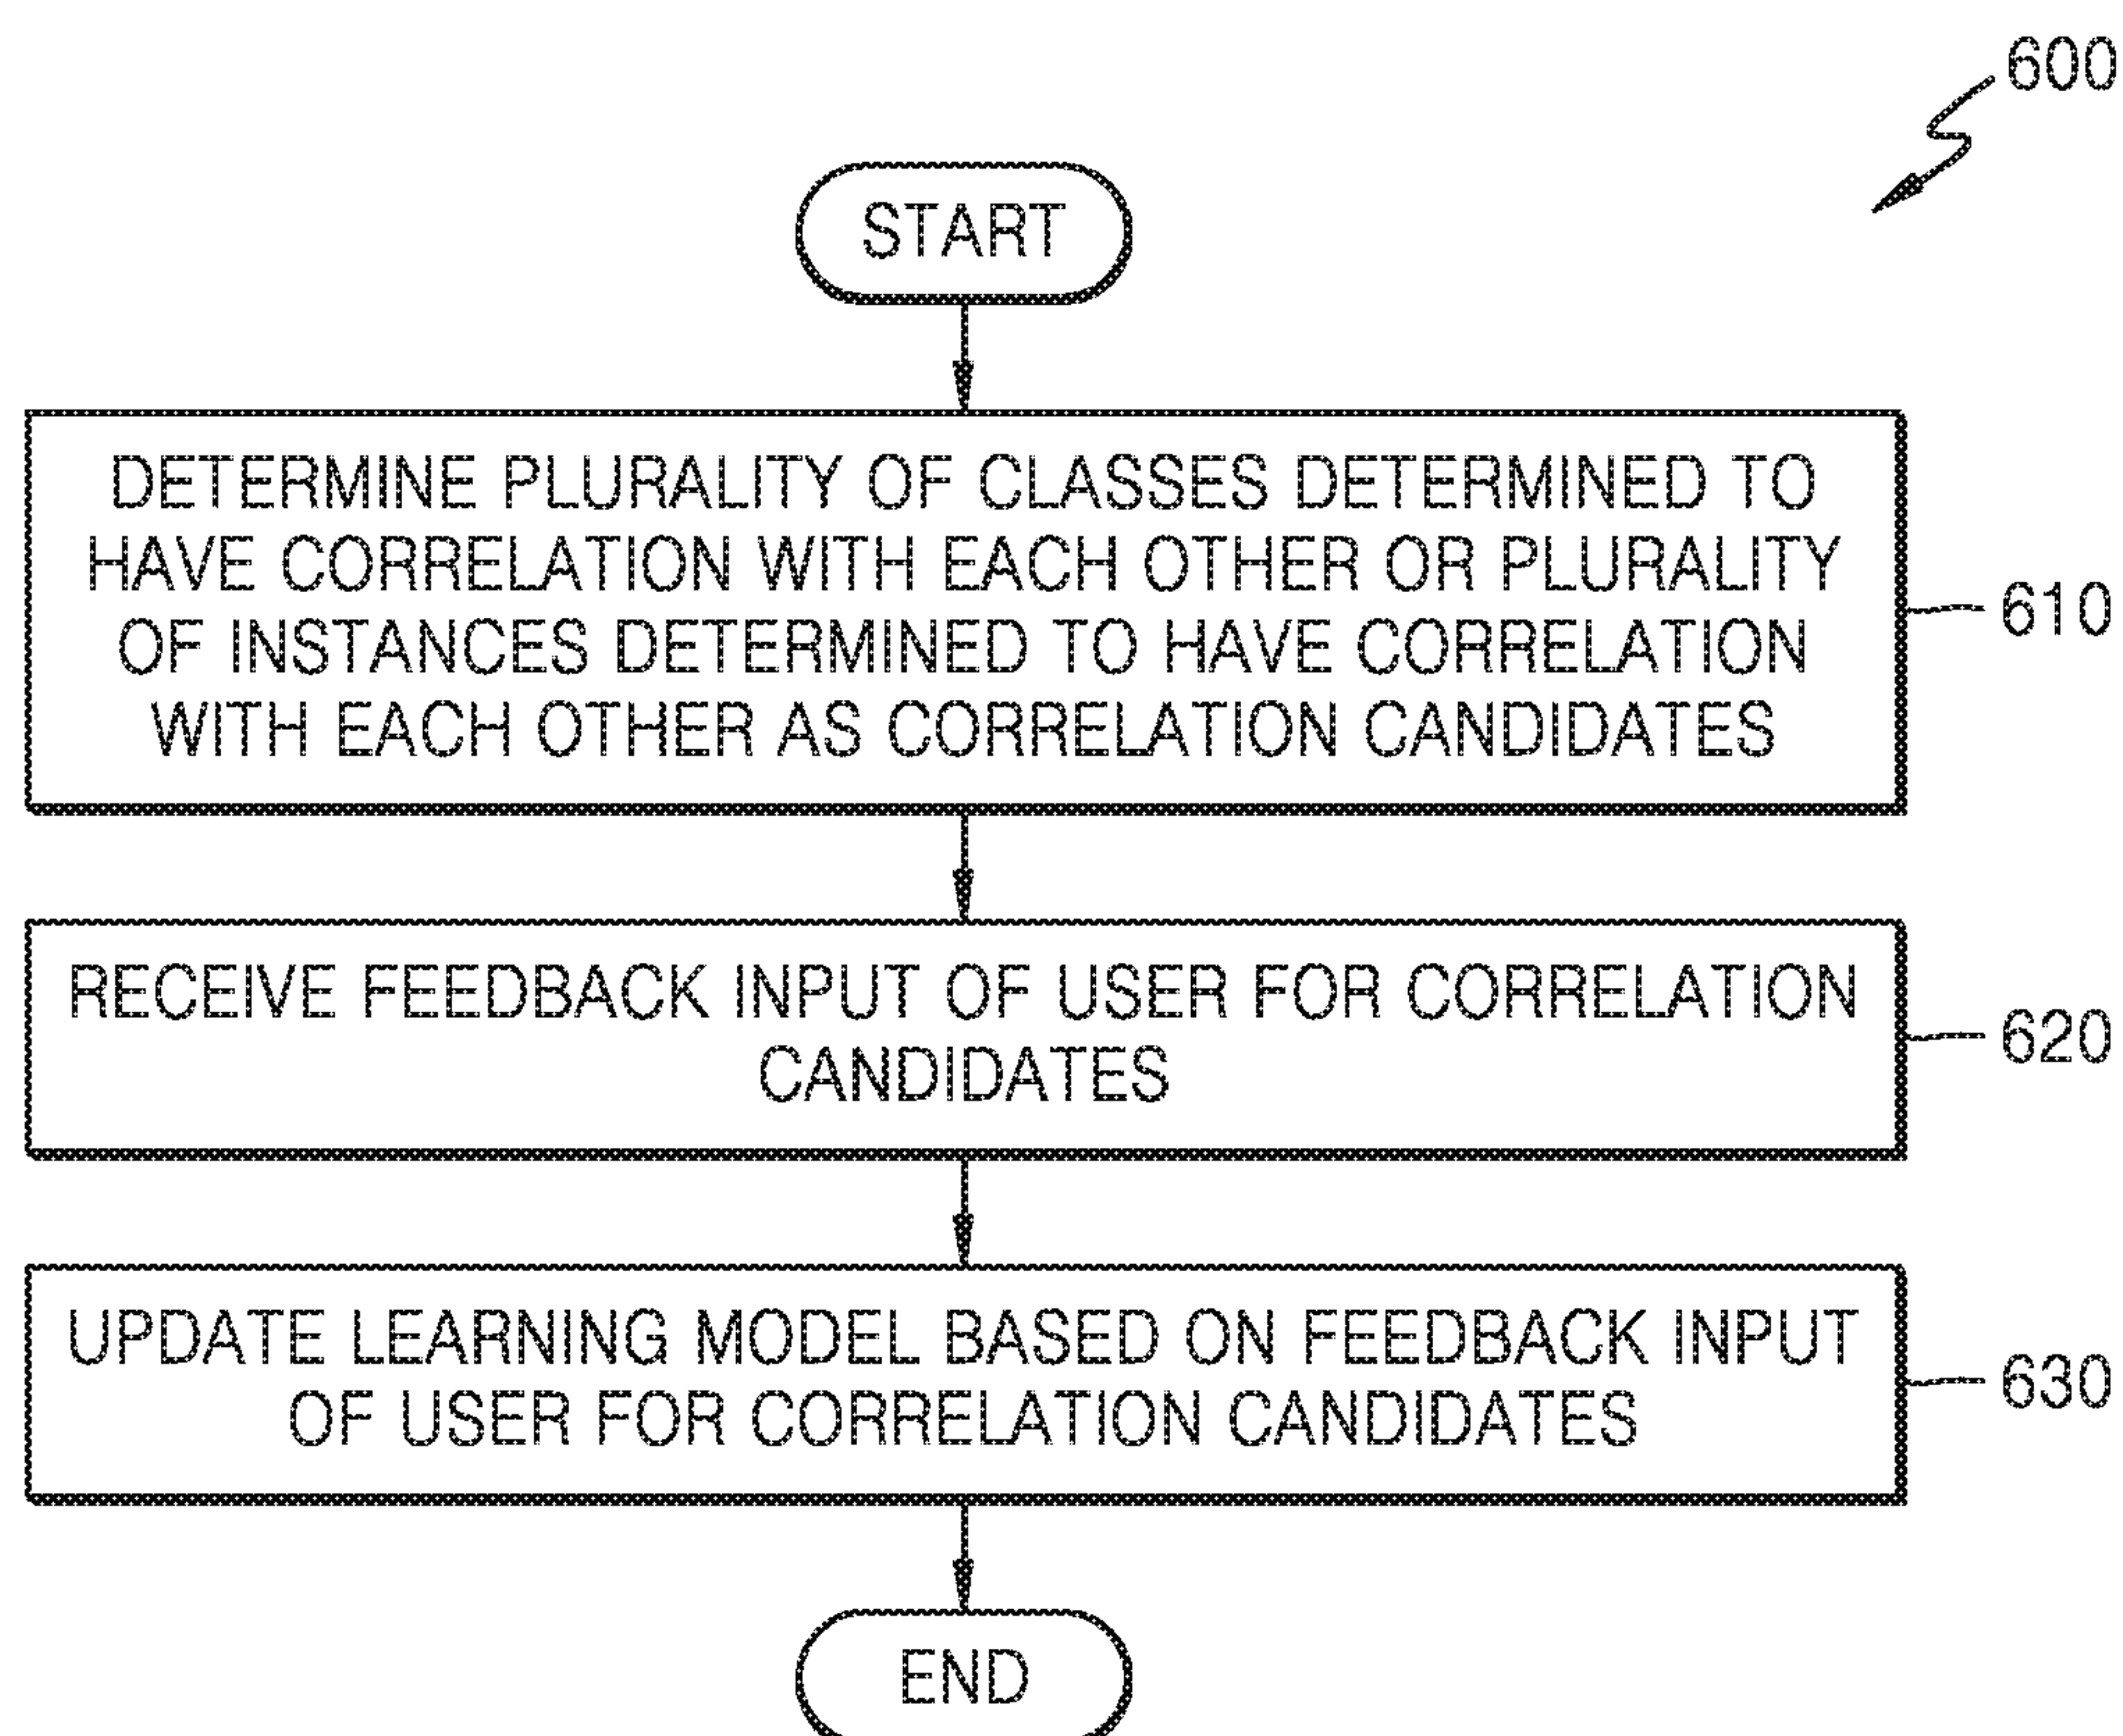 600
START
DETERMINE PLURALITY OF CLASSES DETERMINED TO
HAVE CORRELATION WITH EACH OTHER OR PLURALITY
OF INSTANCES DETERMINED TO HAVE CORRELATION
WITH EACH OTHER AS CORRELATION CANDIDATES
610
RECEIVE FEEDBACK INPUT OF USER FOR CORRELATION
CANDIDATES
620
UPDATE LEARNING MODEL BASED ON FEEDBACK INPUT
OF USER FOR CORRELATION CANDIDATES
630
END